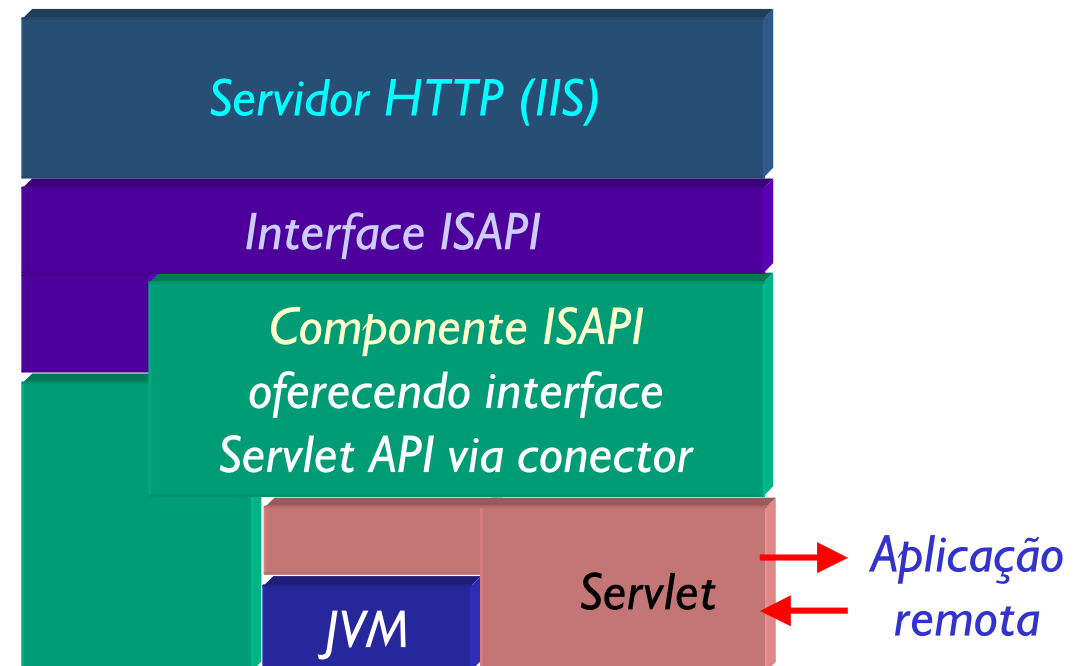 Servidor HTTP (IIS)
Interface ISAPI
Componente ISAPI
oferecendo interface
Servlet API via conector
Servlet
JVM
Aplicação
remota